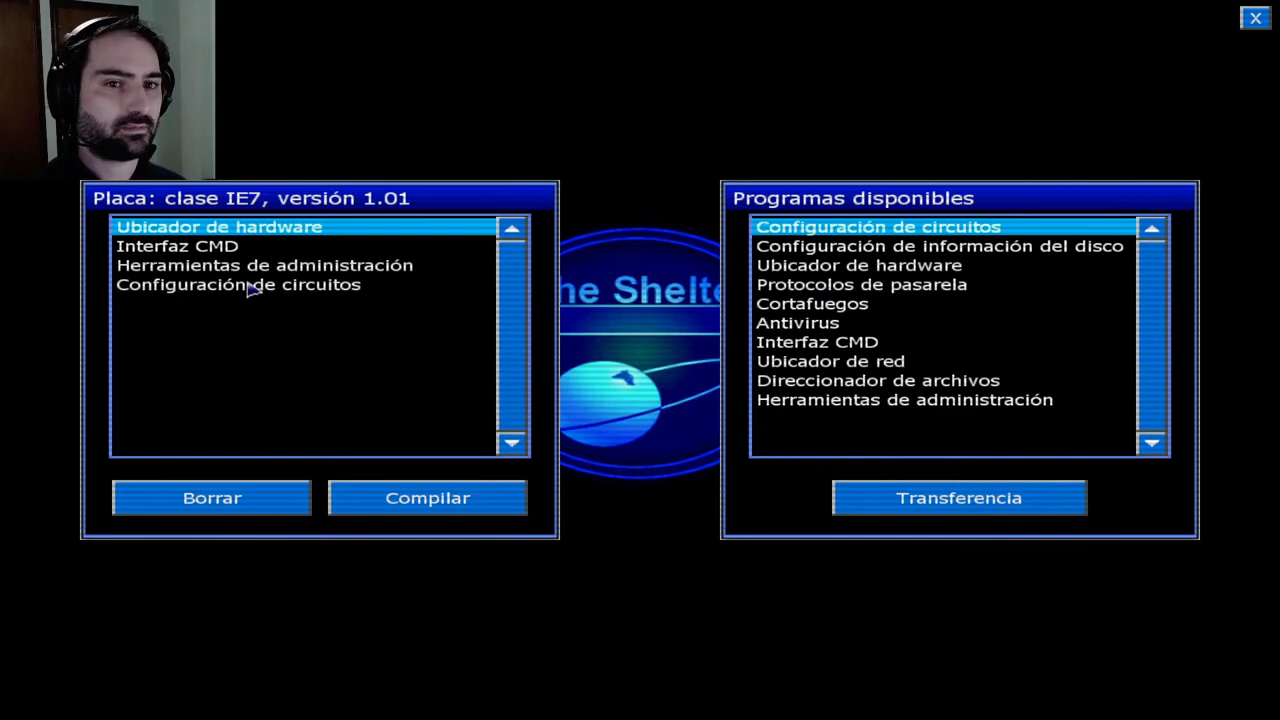 X
Placa: clase IE7, versión 1.01
Ubicador de hardware
Interfaz CMD
Herramientas de administración
Configuración de circuitos
Borrar
Compilar
he Shelt
Programas disponibles
Configuración de circuitos
Configuración de información del disco
Ubicador de hardware
Protocolos de pasarela
Cortafuegos
Antivirus
Interfaz CMD
Ubicador de red
Direccionador de archivos
Herramientas de administración
Transferencia